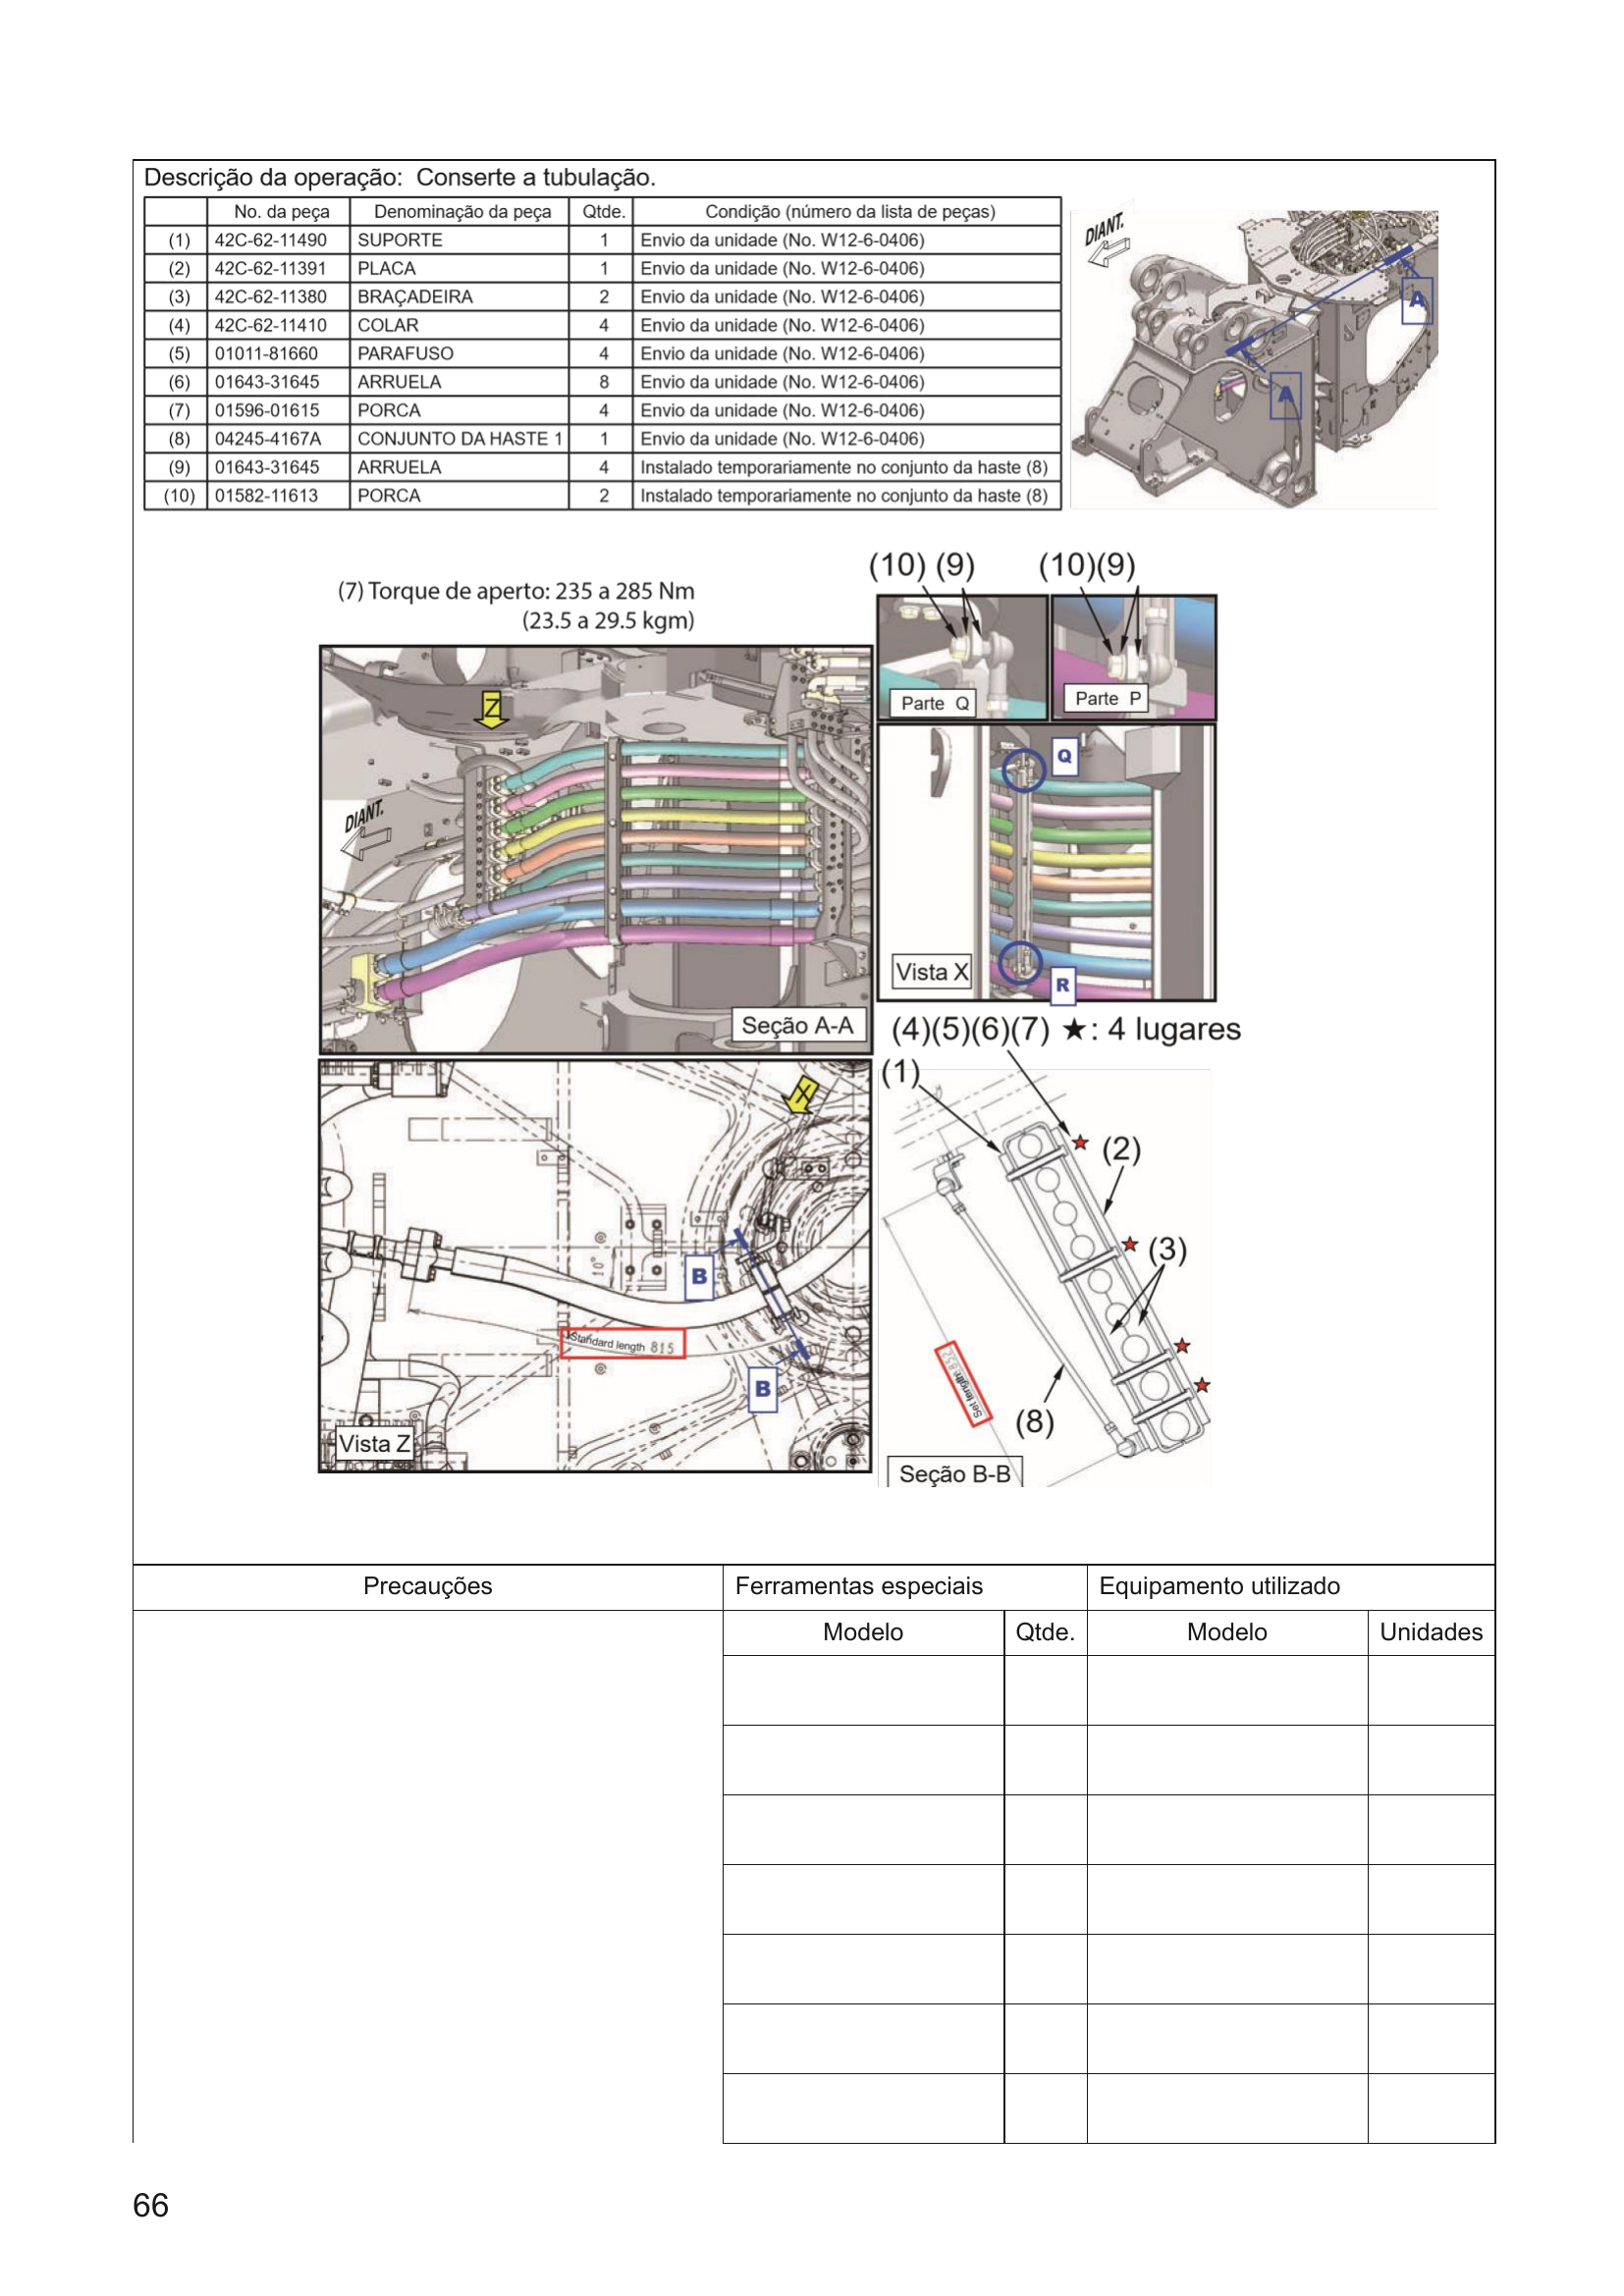 Descrição da operação: Conserte a tubulação.
No. da peça Denominação da peça Qtde. Condição (número da lista de peças)
(1) 42C-62-11490 SUPORTE 1 Envio da unidade (No. W12-6-0406)
(2) 42C-62-11391 PLACA 1 Envio da unidade (No. W12-6-0406)
(3) 42C-62-11380 BRAÇADEIRA 2 Envio da unidade (No. W12-6-0406)
(4) 42C-62-11410 COLAR 4 Envio da unidade (No. W12-6-0406)
(5) 01011-81660 PARAFUSO 4 Envio da unidade (No. W12-6-0406)
(6) 01643-31645 ARRUELA 8 Envio da unidade (No. W12-6-0406)
(7) 01596-01615 PORCA 4 Envio da unidade (No. W12-6-0406)
(8) 04245-4167A CONJUNTO DA HASTE 1 1 Envio da unidade (No. W12-6-0406)
(9) 01643-31645 ARRUELA 4 Instalado temporariamente no conjunto da haste (8)
(10) 01582-11613 PORCA 2 Instalado temporariamente no conjunto da haste (8)
DIANT.
A
A
(7) Torque de aperto: 235 a 285 Nm
(23.5 a 29.5 kgm)
(10) (9)
(10)(9)
Parte Q
Parte P
Z
DIANT.
Seção A-A
Q
R
Vista X
(4)(5)(6)(7) ★: 4 lugares
X
10°
B
B
Standard length 815
Vista Z
(1)
(2)
(3)
(8)
Set length:852
Seção B-B
Precauções Ferramentas especiais Equipamento utilizado
Modelo Qtde. Modelo Unidades
66